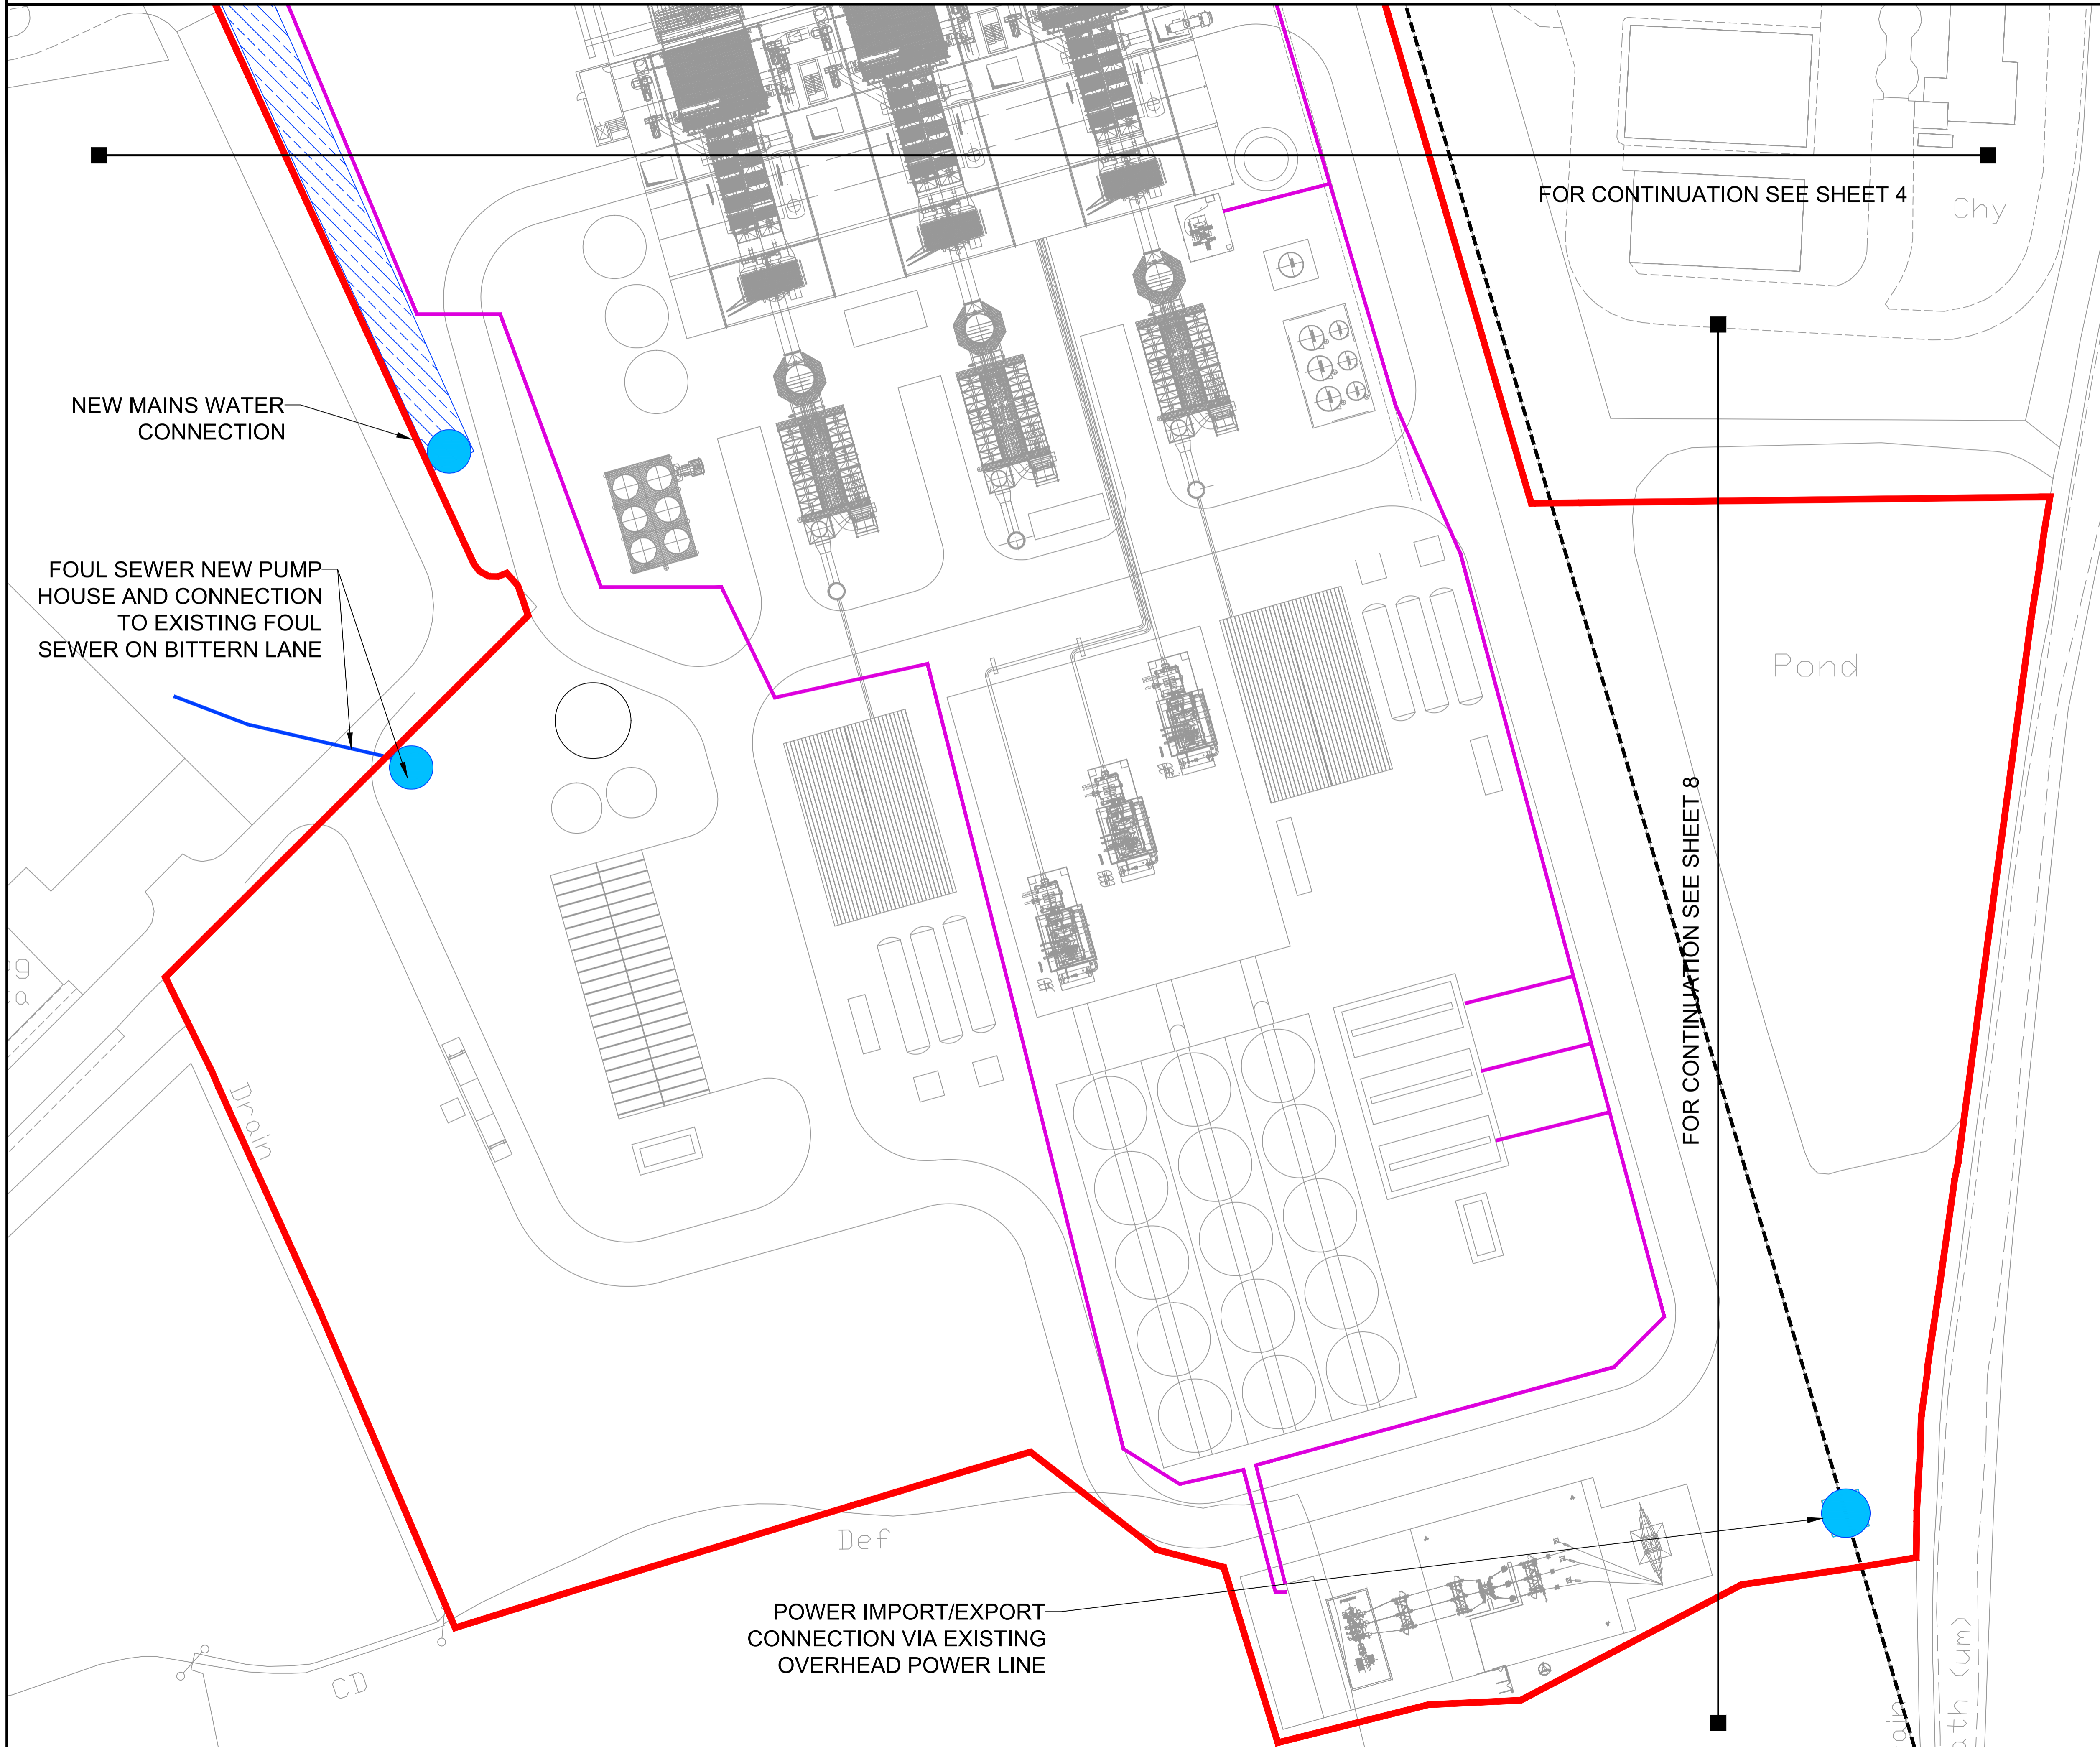 FOR CONTINUATION SEE SHEET 4
Chy
NEW MAINS WATER
CONNECTION
FOUL SEWER NEW PUMP
HOUSE AND CONNECTION
TO EXISTING FOUL
SEWER ON BITTERN LANE
Pond
FOR CONTINUATION SEE SHEET 8
Drain
Def
POWER IMPORT/EXPORT
CONNECTION VIA EXISTING
OVERHEAD POWER LINE
CD
ath (um)